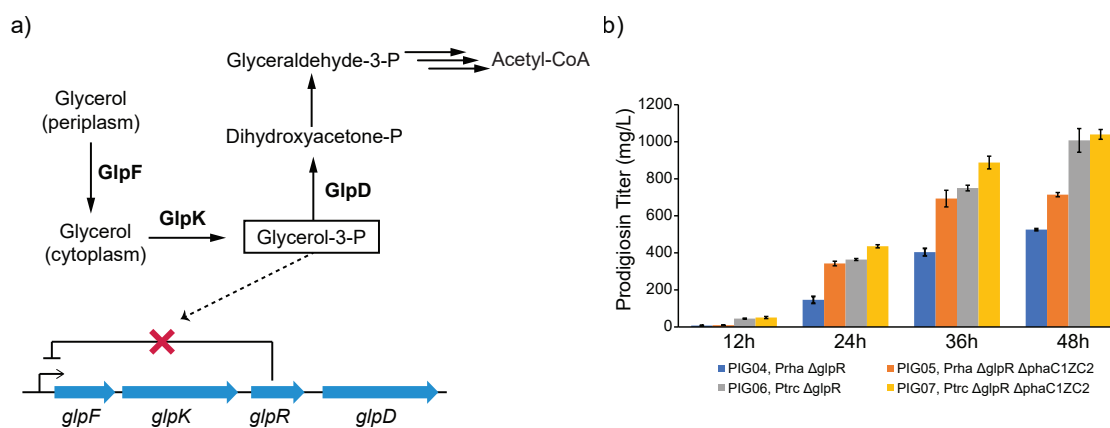 a)
Glyceraldehyde-3-P
Acetyl-CoA
Glycerol
(periplasm)
Dihydroxyacetone-P
GlpF
GlpD
GlpK
Glycerol
(cytoplasm)
Glycerol-3-P
glpF
glpK
glpR
glpD
b)
Prodigiosin Titer (mg/L)
1200
1000
800
600
400
200
0
12h
24h
36h
48h
PIG04, Prha ΔglpR
PIG05, Prha ΔglpR ΔphaC1ZC2
PIG06, Ptrc ΔglpR
PIG07, Ptrc ΔglpR ΔphaC1ZC2